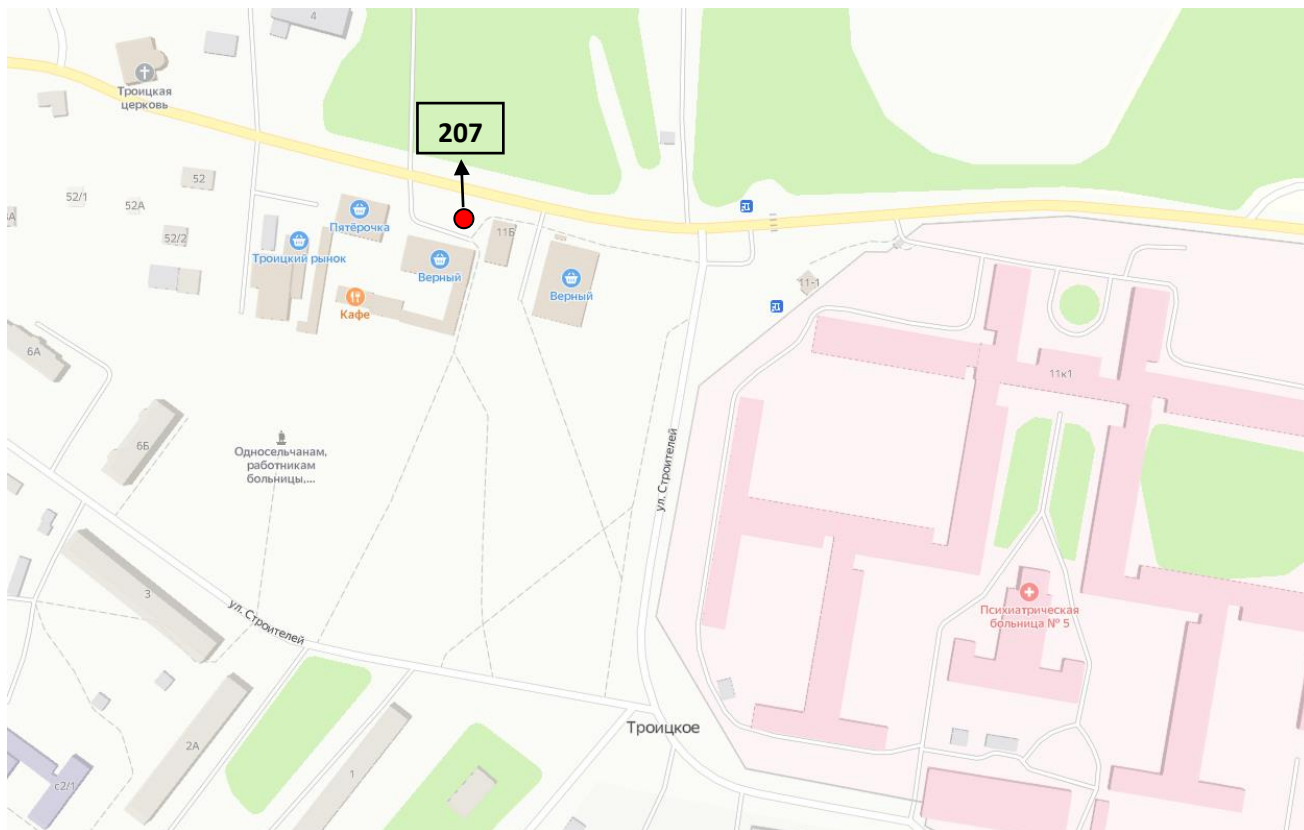 4
Троицкая
церковь
207
52
52/1
52А
52/2
Пятёрочка
11Б
Троицкий рынок
Верный
Верный
Кафе
11-1
6А
11к1
6Б
Односельчанам,
работникам
больницы,...
ул. Строителей
3
ул. Строителей
Психиатрическая
больница № 5
Троицкое
2А
1
с2/1